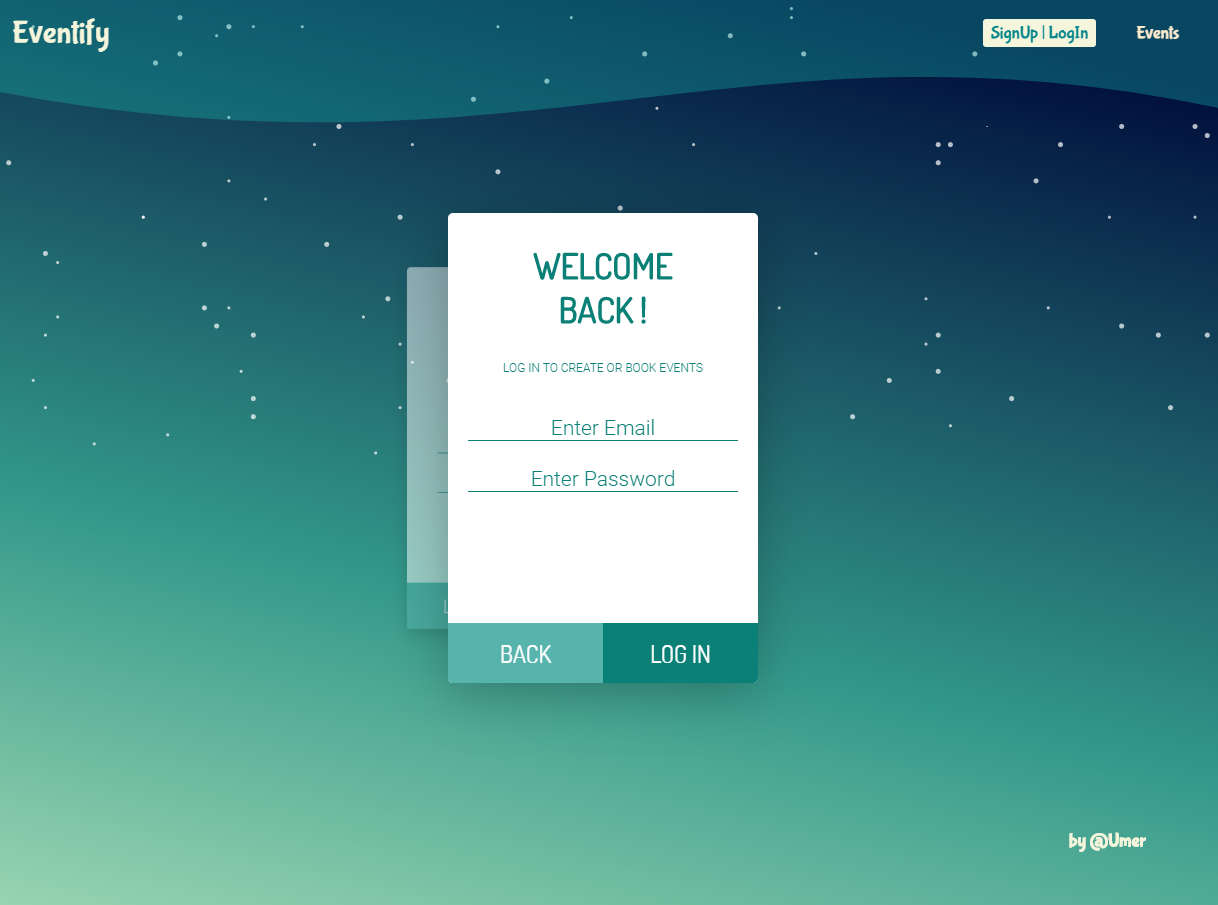 Eventify
SignUp | LogIn
Events
WELCOME
BACK !
LOG IN TO CREATE OR BOOK EVENTS
Enter Email
Enter Password
BACK
LOG IN
by @Umer